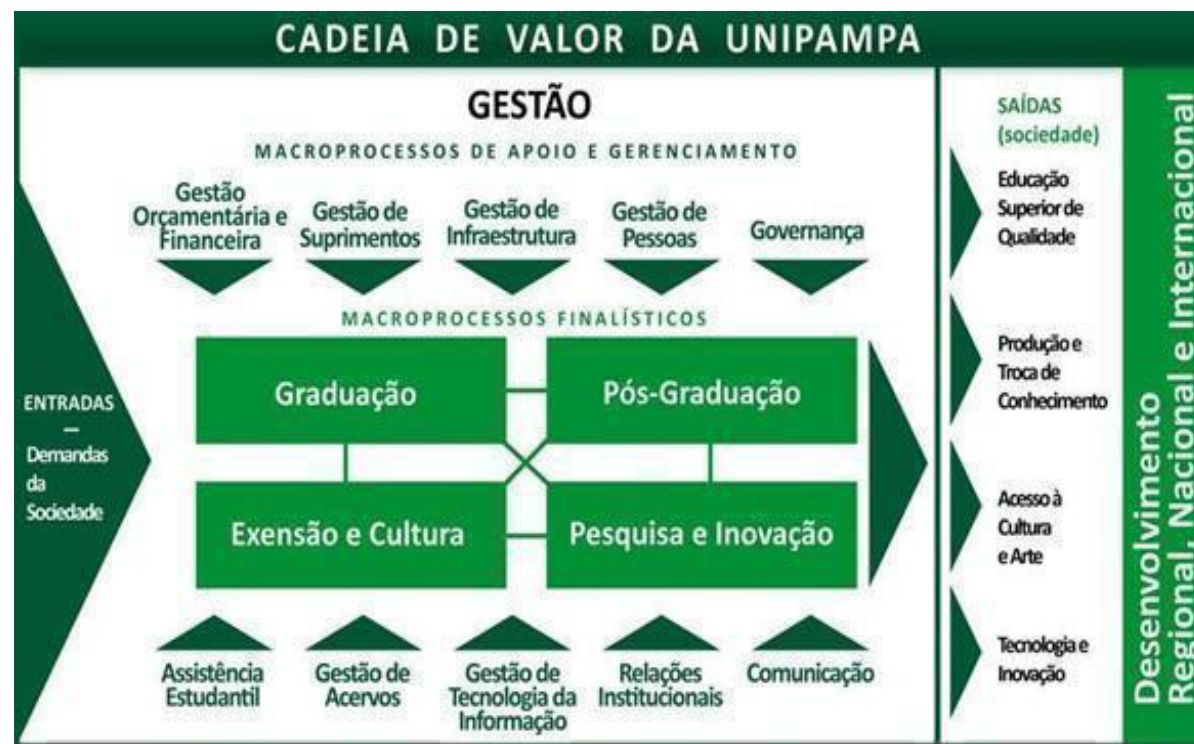 CADEIA DE VALOR DA UNIPAMPA
GESTÃO
MACROPROCESSOS DE APOIO E GERENCIAMENTO
Gestão
Orçamentária e
Financeira
Gestão de
Suprimentos
Gestão de
Infraestrutura
Gestão de
Pessoas
Governança
MACROPROCESSOS FINALÍSTICOS
ENTRADAS
—
Demandas
da
Sociedade
Graduação
Pós-Graduação
Exensão e Cultura
Pesquisa e Inovação
Assistência
Estudantil
Gestão de
Acervos
Gestão de
Tecnologia da
Informação
Relações
Institucionais
Comunicação
SAÍDAS
(sociedade)
Educação
Superior de
Qualidade
Produção e
Troca de
Conhecimento
Acesso à
Cultura
e Arte
Tecnologia e
Inovação
Desenvolvimento
Regional, Nacional e Internacional